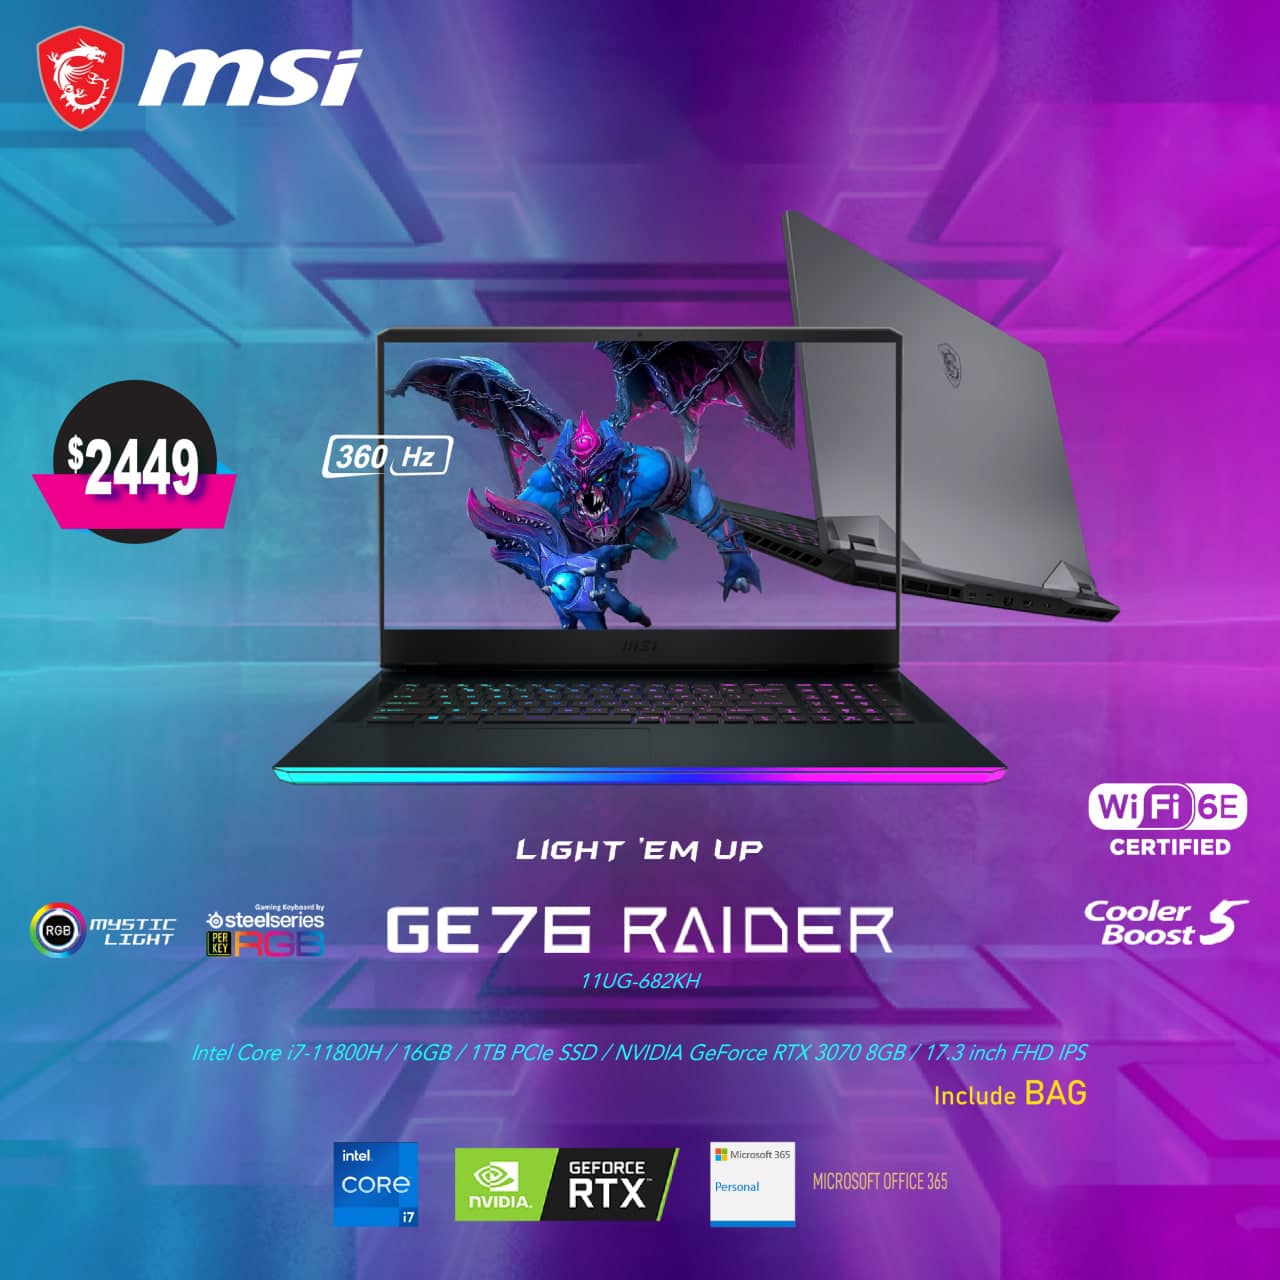 msi
$2449
360 Hz
msi
LIGHT 'EM UP
WiFi 6E
CERTIFIED
RGB MYSTIC LIGHT
Gaming Keyboard by
steelseries
PER KEY RGB
GE76 RAIDER
Cooler Boost 5
11UG-682KH
Intel Core i7-11800H / 16GB / 1TB PCIe SSD / NVIDIA GeForce RTX 3070 8GB / 17.3 inch FHD IPS
Include BAG
intel
CORE
i7
NVIDIA.
GEFORCE
RTX™
Microsoft 365
Personal
MICROSOFT OFFICE 365